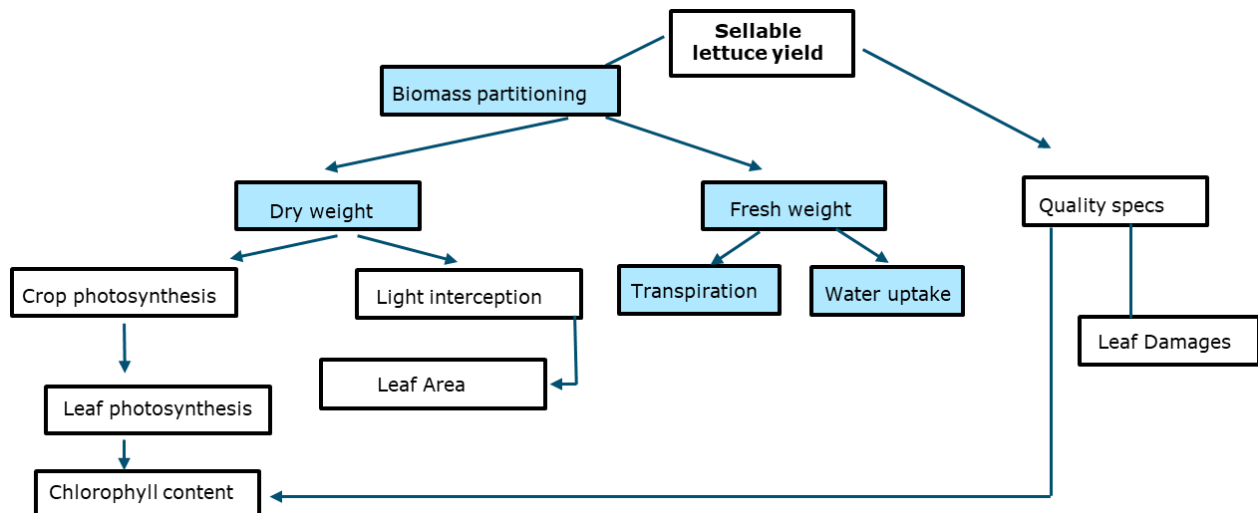 Sellable
lettuce yield
Biomass partitioning
Dry weight
Fresh weight
Quality specs
Crop photosynthesis
Light interception
Transpiration
Water uptake
Leaf Damages
Leaf Area
Leaf photosynthesis
Chlorophyll content